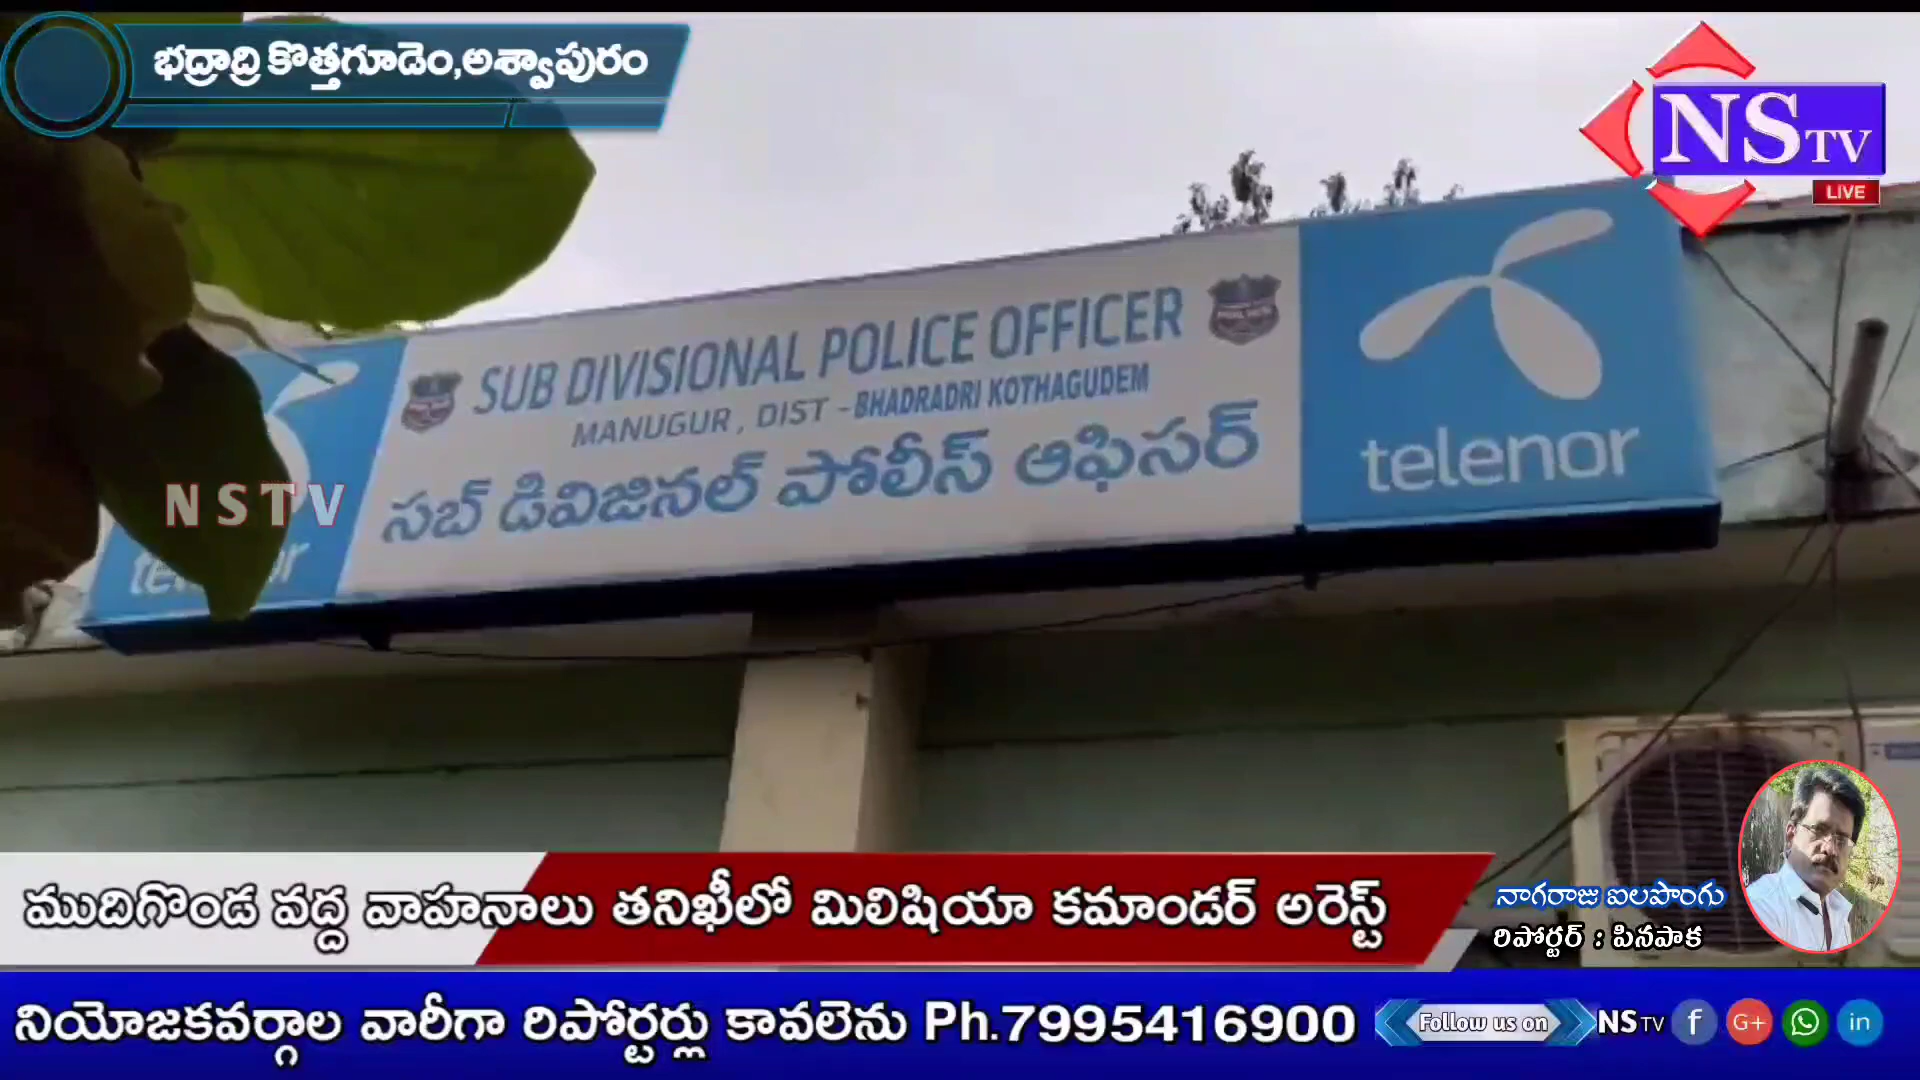 భద్రాద్రి కొత్తగూడెం,అశ్వాపురం
NS TV
LIVE
SUB DIVISIONAL POLICE OFFICER
MANUGUR, DIST - BHADRADRI KOTHAGUDEM
సబ్ డివిజినల్ పోలీస్ ఆఫిసర్
telenor
NSTV
ముదిగొండ వద్ద వాహనాలు తనిఖీలో మిలిషియా కమాండర్ అరెస్ట్
నాగరాజు ఐలపొంగు
రిపోర్టర్ : పినపాక
నియోజకవర్గాల వారీగా రిపోర్టర్లు కావలెను Ph.7995416900
Follow us on
NS TV
f
G+
in